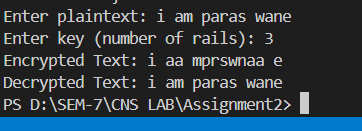 Enter plaintext: i am paras wane
Enter key (number of rails): 3
Encrypted Text: i aa mprswnaa e
Decrypted Text: i am paras wane
PS D:\SEM-7\CNS LAB\Assignment2>